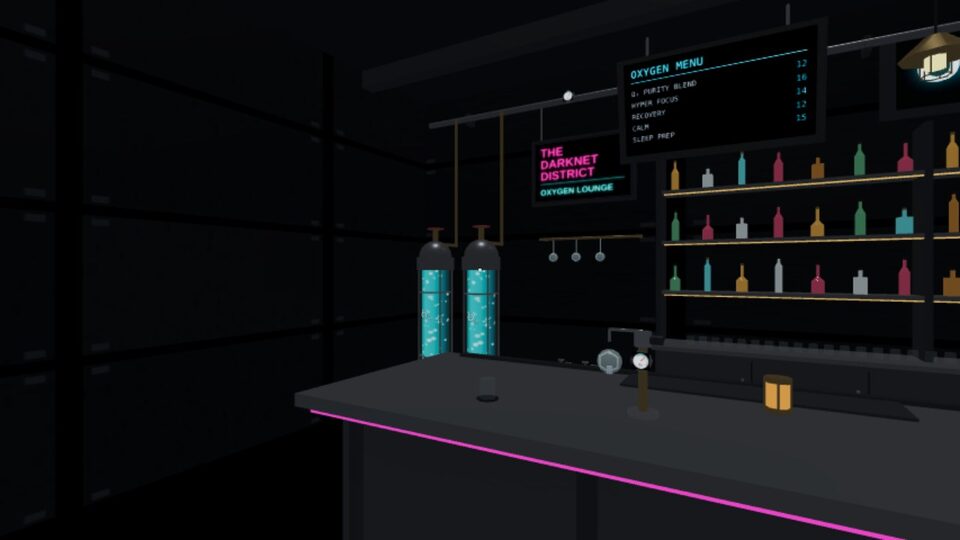 OXYGEN MENU
12
O₂ PURITY BLEND 16
HYPER FOCUS 14
RECOVERY 12
CALM 15
SLEEP PREP
THE
DARKNET
DISTRICT
OXYGEN LOUNGE